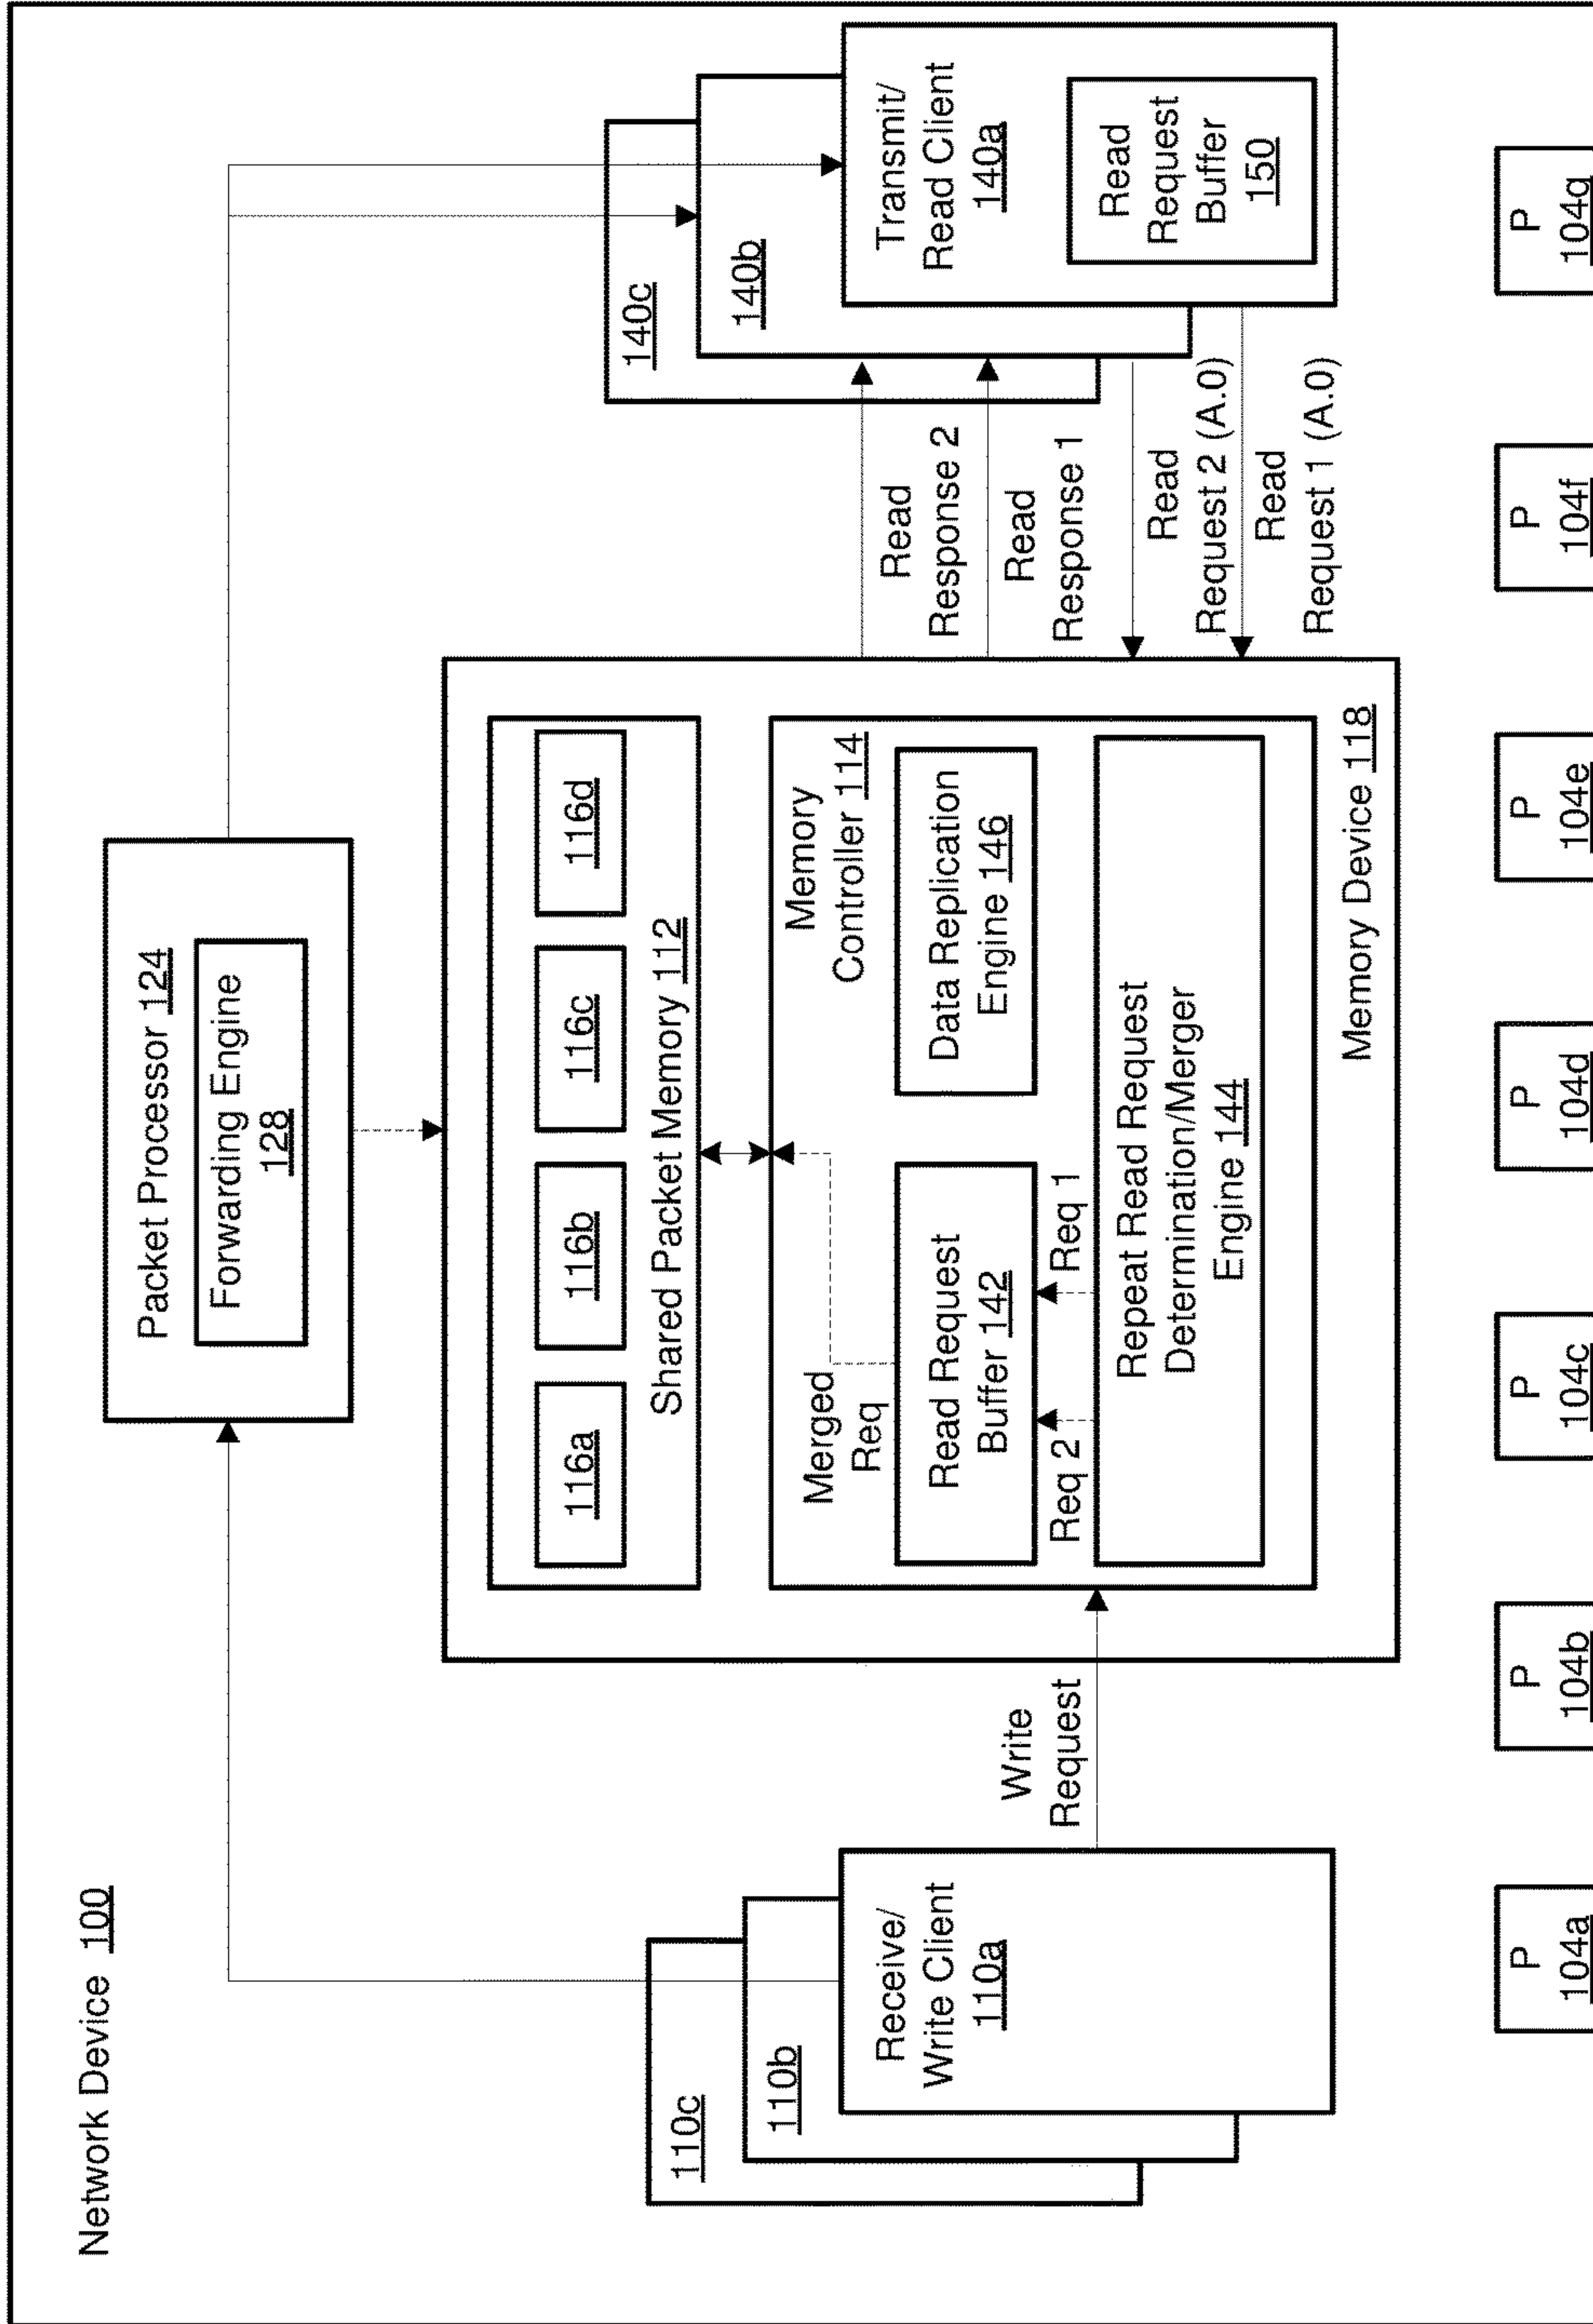 Network Device 100
Packet Processor 124
Forwarding Engine
128
110c
110b
Receive/
Write Client
110a
Write
Request
116a
116b
116c
116d
Shared Packet Memory 112
Memory
Controller 114
Merged
Req
Read Request
Buffer 142
Data Replication
Engine 146
Req 2
Req 1
Repeat Read Request
Determination/Merger
Engine 144
Memory Device 118
Read
Response 2
Read
Response 1
Read
Request 2 (A.0)
Read
Request 1 (A.0)
140c
140b
Transmit/
Read Client
140a
Read
Request
Buffer
150
P
104a
P
104b
P
104c
P
104d
P
104e
P
104f
P
104g